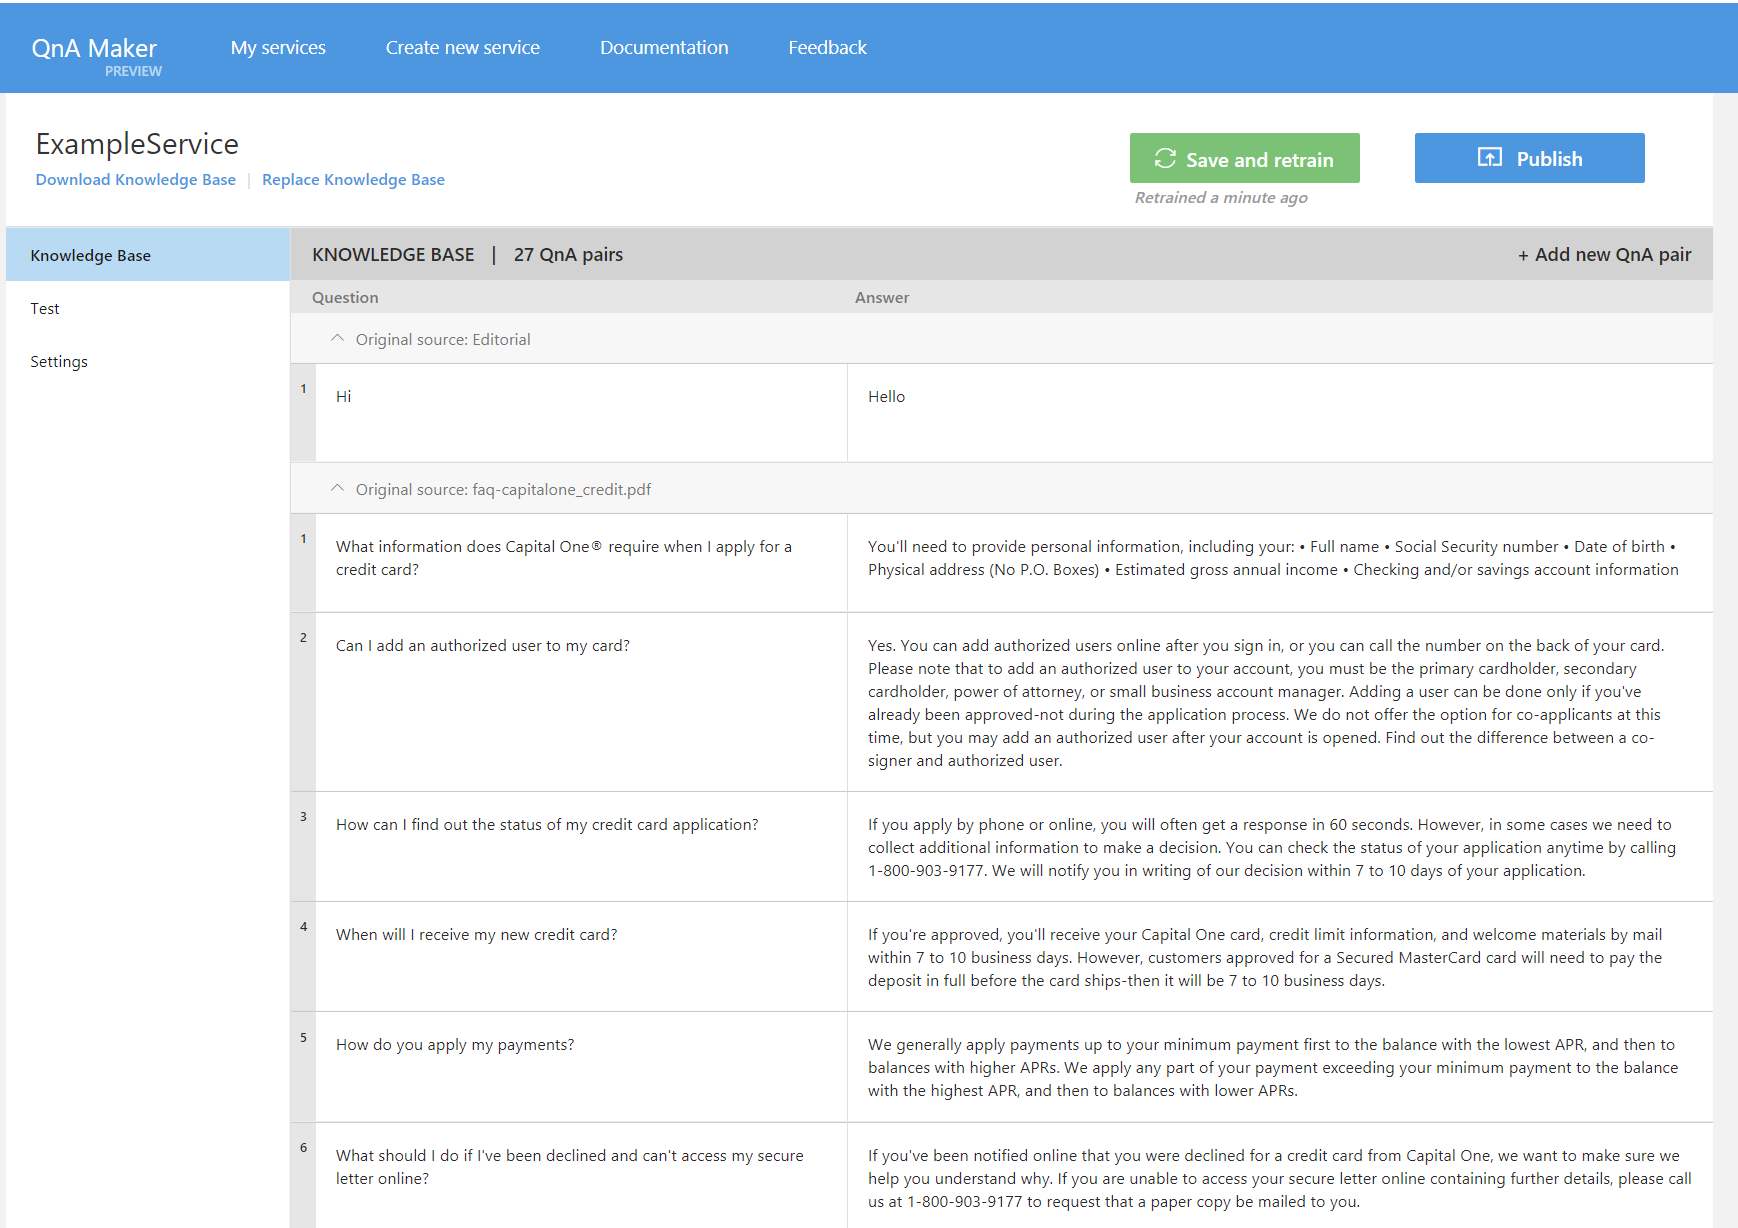 QnA Maker
PREVIEW
My services
Create new service
Documentation
Feedback
ExampleService
Download Knowledge Base | Replace Knowledge Base
Save and retrain
Retrained a minute ago
Publish
Knowledge Base
Test
Settings
KNOWLEDGE BASE | 27 QnA pairs
+ Add new QnA pair
Question
Answer
Original source: Editorial
1
Hi
Hello
Original source: faq-capitalone_credit.pdf
1
What information does Capital One® require when I apply for a
credit card?
You'll need to provide personal information, including your: • Full name • Social Security number • Date of birth •
Physical address (No P.O. Boxes) • Estimated gross annual income • Checking and/or savings account information
2
Can I add an authorized user to my card?
Yes. You can add authorized users online after you sign in, or you can call the number on the back of your card.
Please note that to add an authorized user to your account, you must be the primary cardholder, secondary
cardholder, power of attorney, or small business account manager. Adding a user can be done only if you've
already been approved-not during the application process. We do not offer the option for co-applicants at this
time, but you may add an authorized user after your account is opened. Find out the difference between a co-
signer and authorized user.
3
How can I find out the status of my credit card application?
If you apply by phone or online, you will often get a response in 60 seconds. However, in some cases we need to
collect additional information to make a decision. You can check the status of your application anytime by calling
1-800-903-9177. We will notify you in writing of our decision within 7 to 10 days of your application.
4
When will I receive my new credit card?
If you're approved, you'll receive your Capital One card, credit limit information, and welcome materials by mail
within 7 to 10 business days. However, customers approved for a Secured MasterCard card will need to pay the
deposit in full before the card ships-then it will be 7 to 10 business days.
5
How do you apply my payments?
We generally apply payments up to your minimum payment first to the balance with the lowest APR, and then to
balances with higher APRs. We apply any part of your payment exceeding your minimum payment to the balance
with the highest APR, and then to balances with lower APRs.
6
What should I do if I've been declined and can't access my secure
letter online?
If you've been notified online that you were declined for a credit card from Capital One, we want to make sure we
help you understand why. If you are unable to access your secure letter online containing further details, please call
us at 1-800-903-9177 to request that a paper copy be mailed to you.